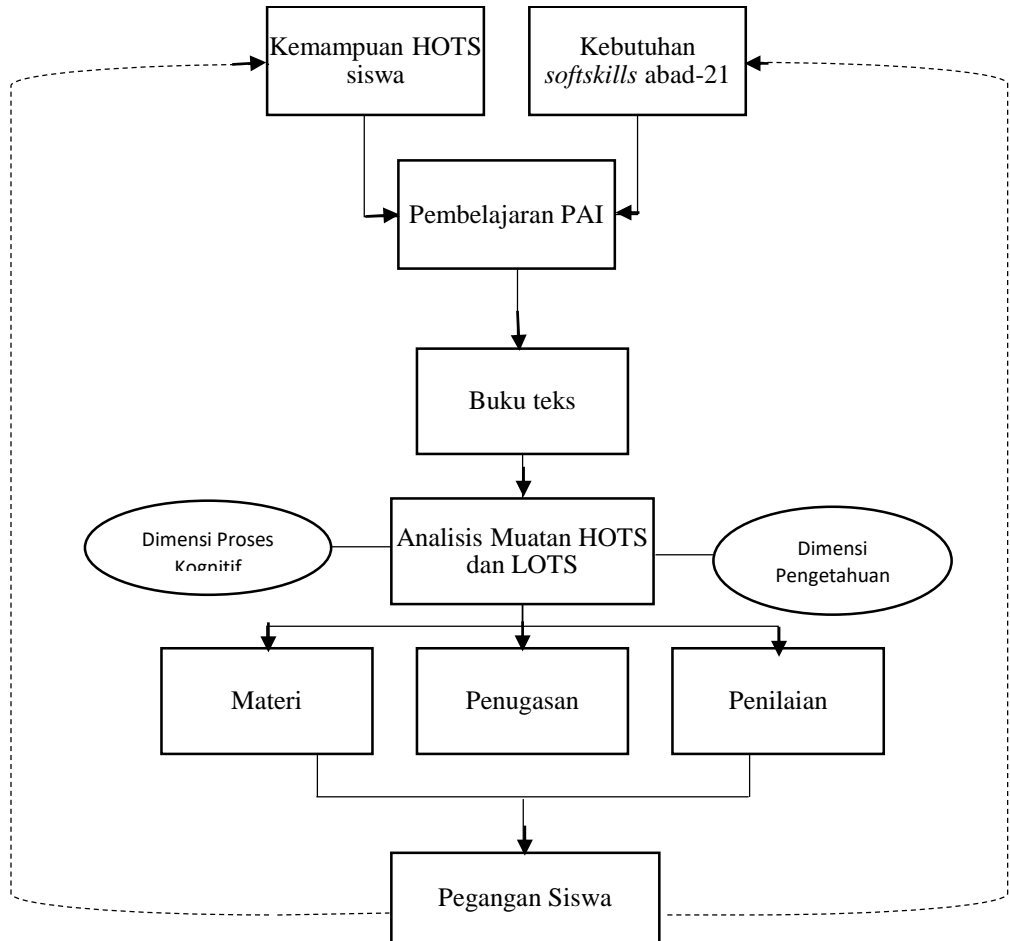 Kemampuan HOTS
siswa
Kebutuhan
softskills abad-21
Pembelajaran PAI
Buku teks
Dimensi Proses
Kognitif
Analisis Muatan HOTS
dan LOTS
Dimensi
Pengetahuan
Materi
Penugasan
Penilaian
Pegangan Siswa